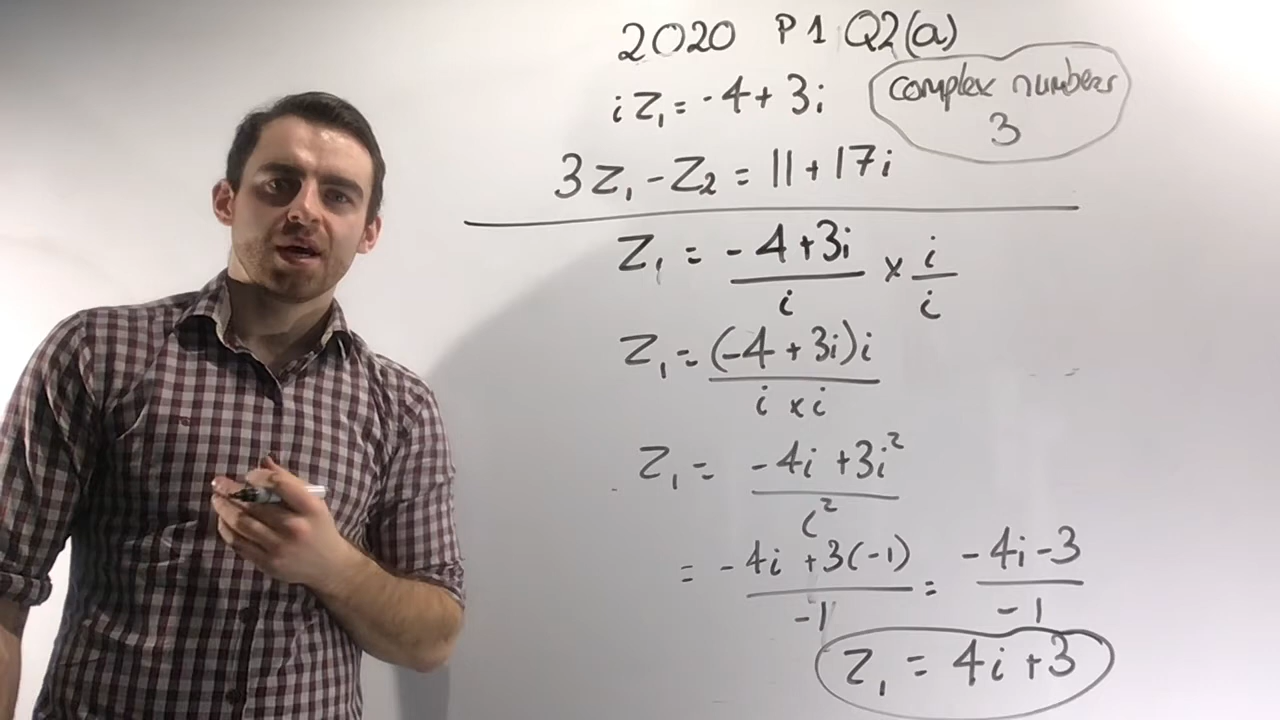 2020 P1 Q2(a)
complex numbers
3
i z₁ = -4 + 3i
3z₁ - z₂ = 11 + 17i
z₁ = -4 + 3i / i × i / i
z₁ = (-4 + 3i)i / i × i
z₁ = -4i + 3i² / i²
= -4i + 3(-1) / -1 = -4i - 3 / -1
z₁ = 4i + 3